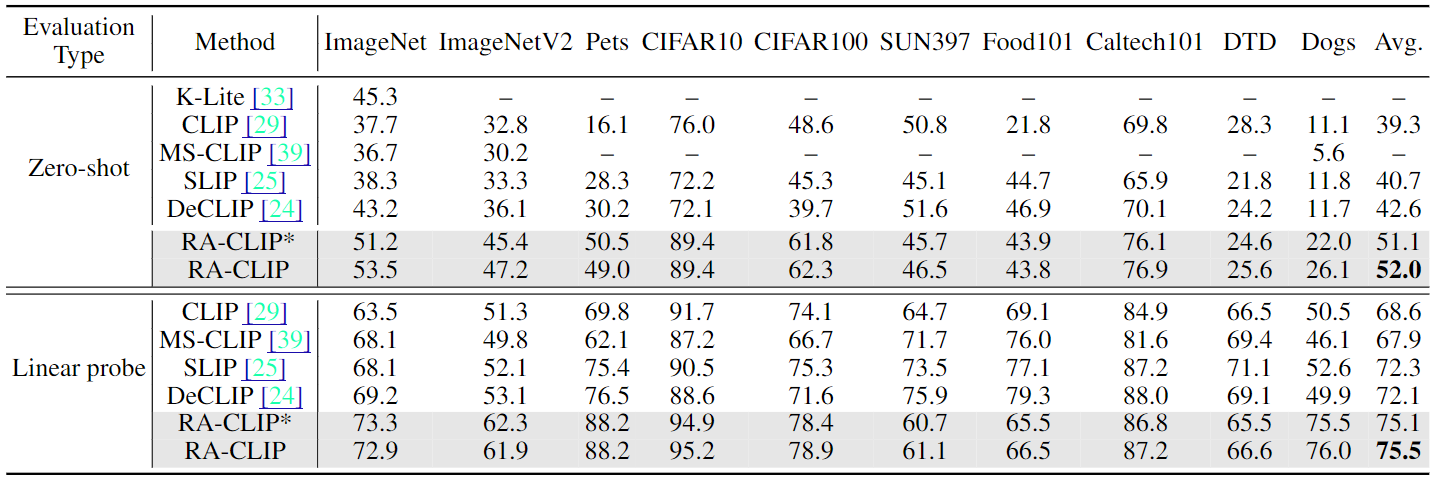 Evaluation Type Method ImageNet ImageNetV2 Pets CIFAR10 CIFAR100 SUN397 Food101 Caltech101 DTD Dogs Avg.
Zero-shot
K-Lite [33] 45.3 – – – – – – – – – –
CLIP [29] 37.7 32.8 16.1 76.0 48.6 50.8 21.8 69.8 28.3 11.1 39.3
MS-CLIP [39] 36.7 30.2 – – – – – – – 5.6 –
SLIP [25] 38.3 33.3 28.3 72.2 45.3 45.1 44.7 65.9 21.8 11.8 40.7
DeCLIP [24] 43.2 36.1 30.2 72.1 39.7 51.6 46.9 70.1 24.2 11.7 42.6
RA-CLIP* 51.2 45.4 50.5 89.4 61.8 45.7 43.9 76.1 24.6 22.0 51.1
RA-CLIP 53.5 47.2 49.0 89.4 62.3 46.5 43.8 76.9 25.6 26.1 52.0
Linear probe
CLIP [29] 63.5 51.3 69.8 91.7 74.1 64.7 69.1 84.9 66.5 50.5 68.6
MS-CLIP [39] 68.1 49.8 62.1 87.2 66.7 71.7 76.0 81.6 69.4 46.1 67.9
SLIP [25] 68.1 52.1 75.4 90.5 75.3 73.5 77.1 87.2 71.1 52.6 72.3
DeCLIP [24] 69.2 53.1 76.5 88.6 71.6 75.9 79.3 88.0 69.1 49.9 72.1
RA-CLIP* 73.3 62.3 88.2 94.9 78.4 60.7 65.5 86.8 65.5 75.5 75.1
RA-CLIP 72.9 61.9 88.2 95.2 78.9 61.1 66.5 87.2 66.6 76.0 75.5